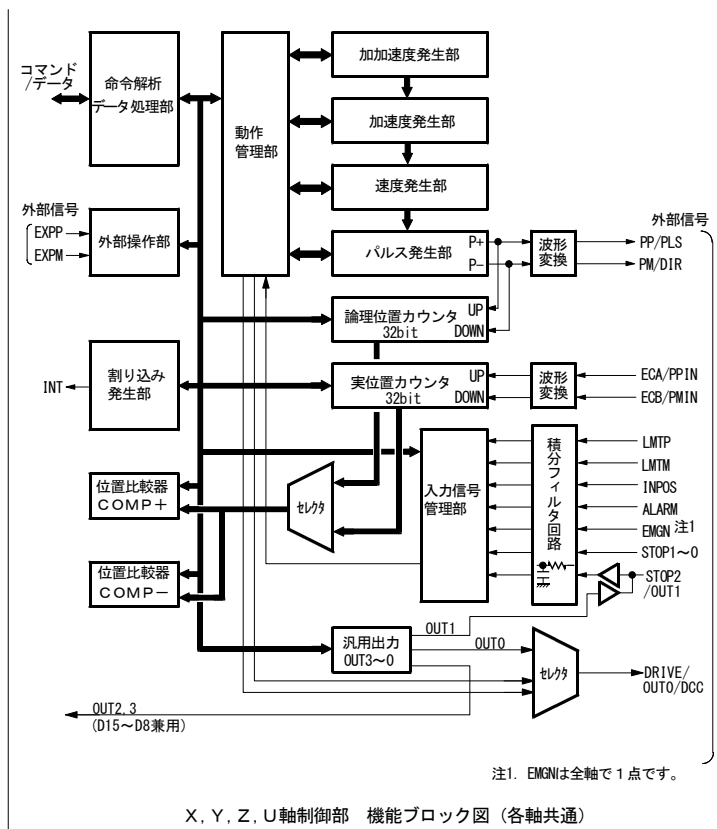 コマンド
/データ
命令解析
データ処理部
動作
管理部
加加速度発生部
加速度発生部
速度発生部
パルス発生部
P+
P-
波形
変換
外部信号
PP/PLS
PM/DIR
外部信号
EXPP
EXPM
外部操作部
論理位置カウンタ
32bit
UP
DOWN
INT
割り込み
発生部
実位置カウンタ
32bit
UP
DOWN
波形
変換
ECA/PPIN
ECB/PMIN
位置比較器
COMP+
位置比較器
COMP-
セレクタ
入力信号
管理部
積分フィルタ回路
LMTP
LMTM
INPOS
ALARM
EMGN 注1
STOP1~0
STOP2
/OUT1
汎用出力
OUT3~0
OUT1
OUT0
セレクタ
DRIVE/
OUT0/DCC
OUT2,3
(D15~D8兼用)
注1. EMGNは全軸で1点です。
X,Y,Z,U軸制御部 機能ブロック図(各軸共通)